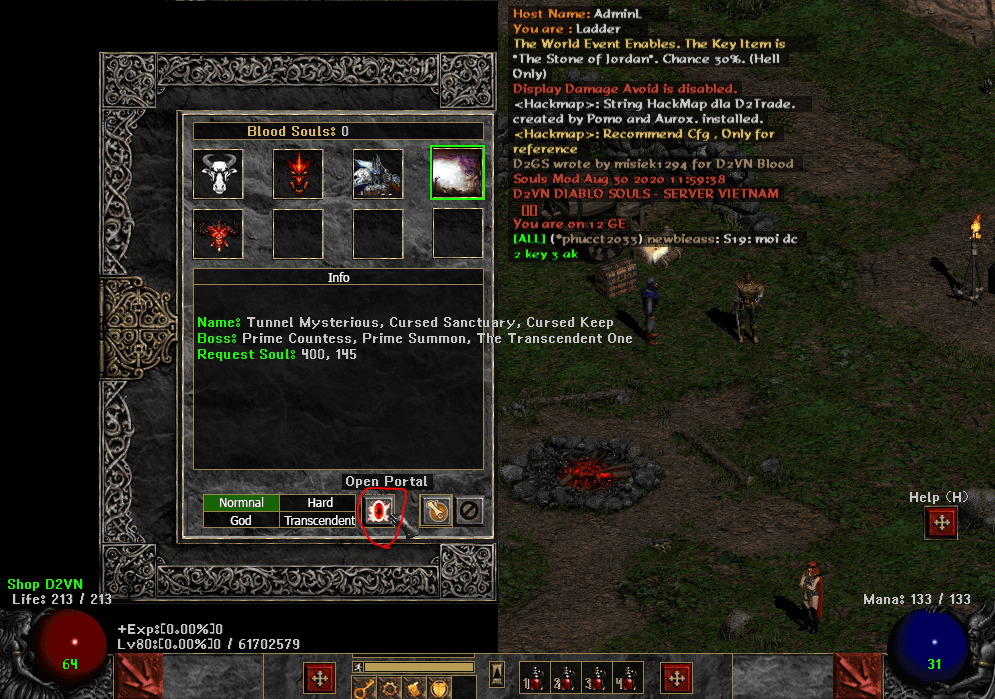 Host Name: AdminL
You are : Ladder
The World Event Enables. The Key Item is
"The Stone of Jordan". Chance 30%. (Hell
Only)
Display Damage Avoid is disabled.
<Hackmap>: String HackMap dla D2Trade.
created by Pomo and Aurox. installed.
<Hackmap>: Recommend Cfg , Only for
reference
D2GS wrote by misiek1294 for D2VN Blood
Souls Mod Aug 30 2020 11:59:38
D2VN DIABLO SOULS - SERVER VIETNAM
You are on 12 GE
[ALL] (*phucct2033) newbieass: S19: moi dc
2 key 3 ak
Blood Souls: 0
Info
Name: Tunnel Mysterious, Cursed Sanctuary, Cursed Keep
Boss: Prime Countess, Prime Summon, The Transcendent One
Request Soul: 400, 145
Open Portal
Normnal
Hard
God
Transcendent
Help (H)
Shop D2VN
Life: 213 / 213
Mana: 133 / 133
+Exp:[0.00%]0
Lv80:[0.00%]0 / 61702579
64
31
1
2
3
4